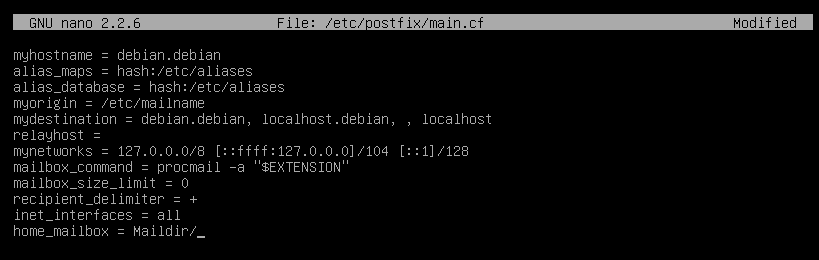 GNU nano 2.2.6 File: /etc/postfix/main.cf Modified
myhostname = debian.debian
alias_maps = hash:/etc/aliases
alias_database = hash:/etc/aliases
myorigin = /etc/mailname
mydestination = debian.debian, localhost.debian, , localhost
relayhost =
mynetworks = 127.0.0.0/8 [::ffff:127.0.0.0]/104 [::1]/128
mailbox_command = procmail -a "$EXTENSION"
mailbox_size_limit = 0
recipient_delimiter = +
inet_interfaces = all
home_mailbox = Maildir/_